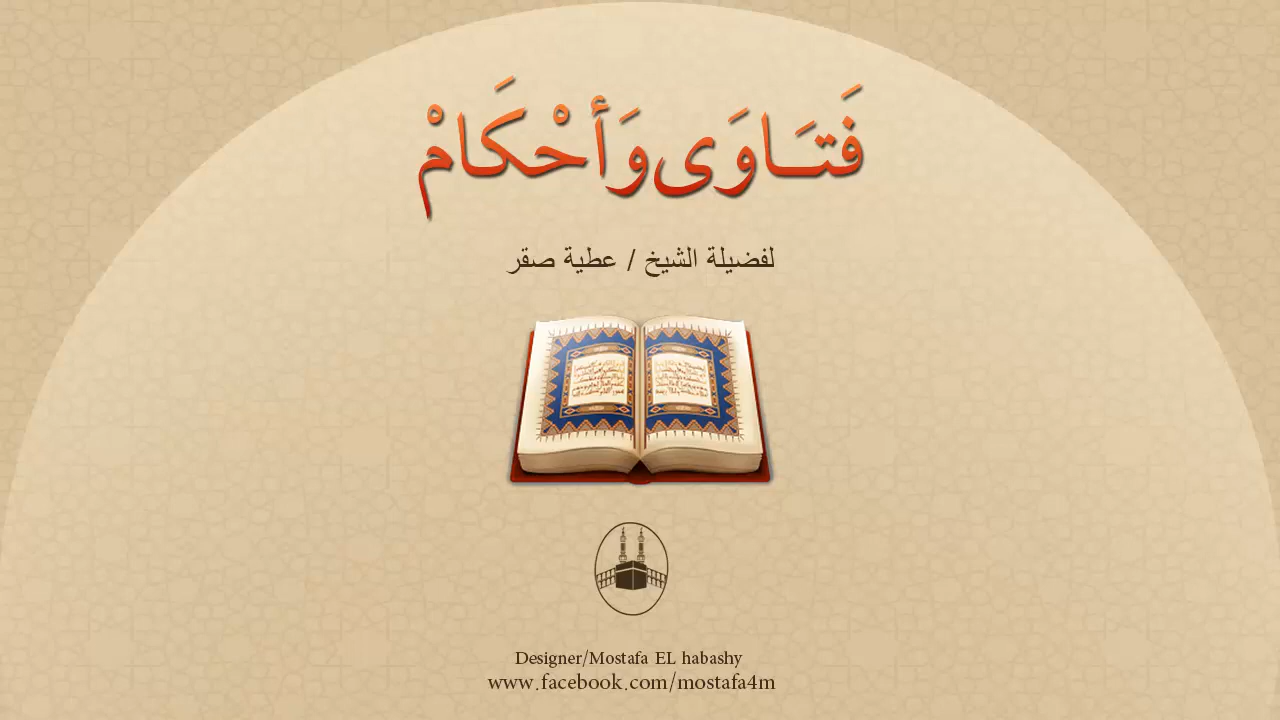 فَتَاوَى وَأَحْكَامْ
لفضيلة الشيخ / عطية صقر
Designer/Mostafa EL habashy
www.facebook.com/mostafa4m